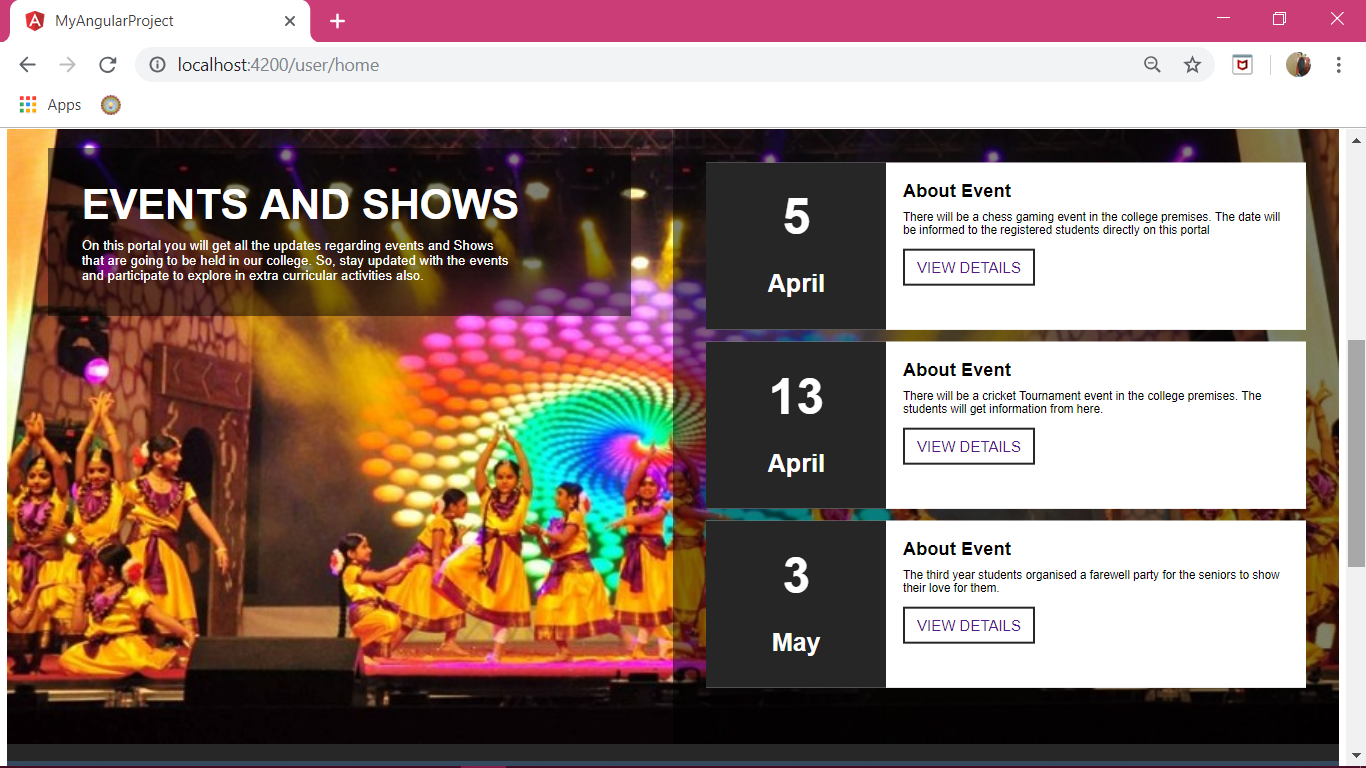 MyAngularProject
localhost:4200/user/home
Apps
EVENTS AND SHOWS
On this portal you will get all the updates regarding events and Shows
that are going to be held in our college. So, stay updated with the events
and participate to explore in extra curricular activities also.
5
April
About Event
There will be a chess gaming event in the college premises. The date will
be informed to the registered students directly on this portal
VIEW DETAILS
13
April
About Event
There will be a cricket Tournament event in the college premises. The
students will get information from here.
VIEW DETAILS
3
May
About Event
The third year students organised a farewell party for the seniors to show
their love for them.
VIEW DETAILS